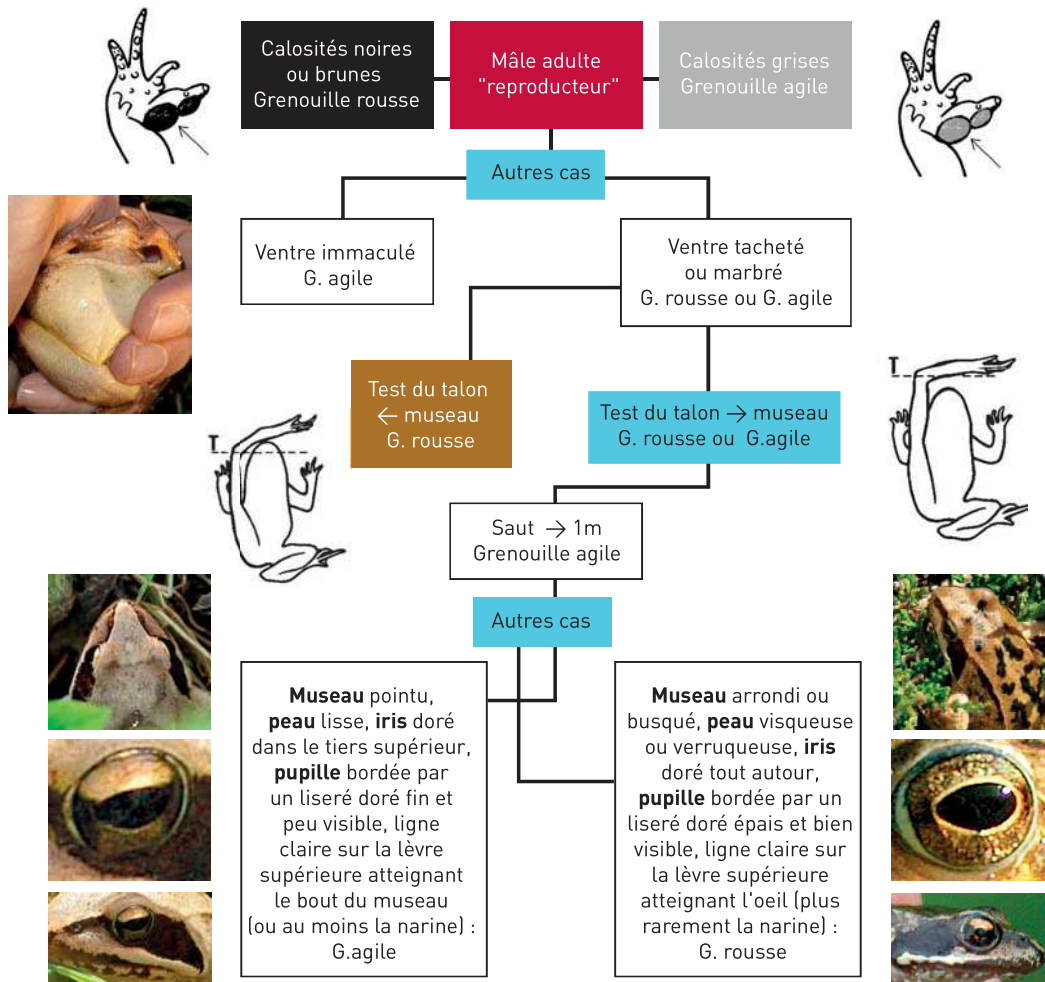 Calosités noires
ou brunes
Grenouille rousse
Mâle adulte
"reproducteur"
Calosités grises
Grenouille agile
Autres cas
Ventre immaculé
G. agile
Ventre tacheté
ou marbré
G. rousse ou G. agile
Test du talon
← museau
G. rousse
Test du talon → museau
G. rousse ou G.agile
T
T
Saut → 1m
Grenouille agile
Autres cas
Museau pointu,
peau lisse, iris doré
dans le tiers supérieur,
pupille bordée par
un liseré doré fin et
peu visible, ligne
claire sur la lèvre
supérieure atteignant
le bout du museau
(ou au moins la narine) :
G.agile
Museau arrondi ou
busqué, peau visqueuse
ou verruqueuse, iris
doré tout autour,
pupille bordée par un
liseré doré épais et bien
visible, ligne claire sur
la lèvre supérieure
atteignant l'oeil (plus
rarement la narine) :
G. rousse